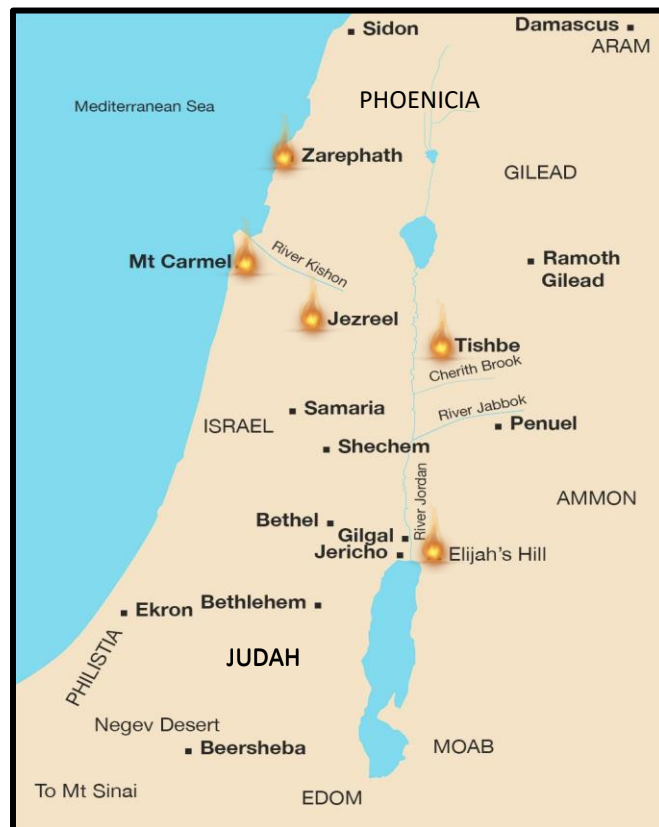 Sidon
Damascus
ARAM
PHOENICIA
Mediterranean Sea
Zarephath
GILEAD
Mt Carmel
River Kishon
Ramoth
Gilead
Jezreel
Tishbe
Cherith Brook
Samaria
River Jabbok
ISRAEL
Penuel
Shechem
River Jordan
AMMON
Bethel
Gilgal
Jericho
Elijah's Hill
Ekron
Bethlehem
PHILISTIA
JUDAH
Negev Desert
Beersheba
MOAB
To Mt Sinai
EDOM